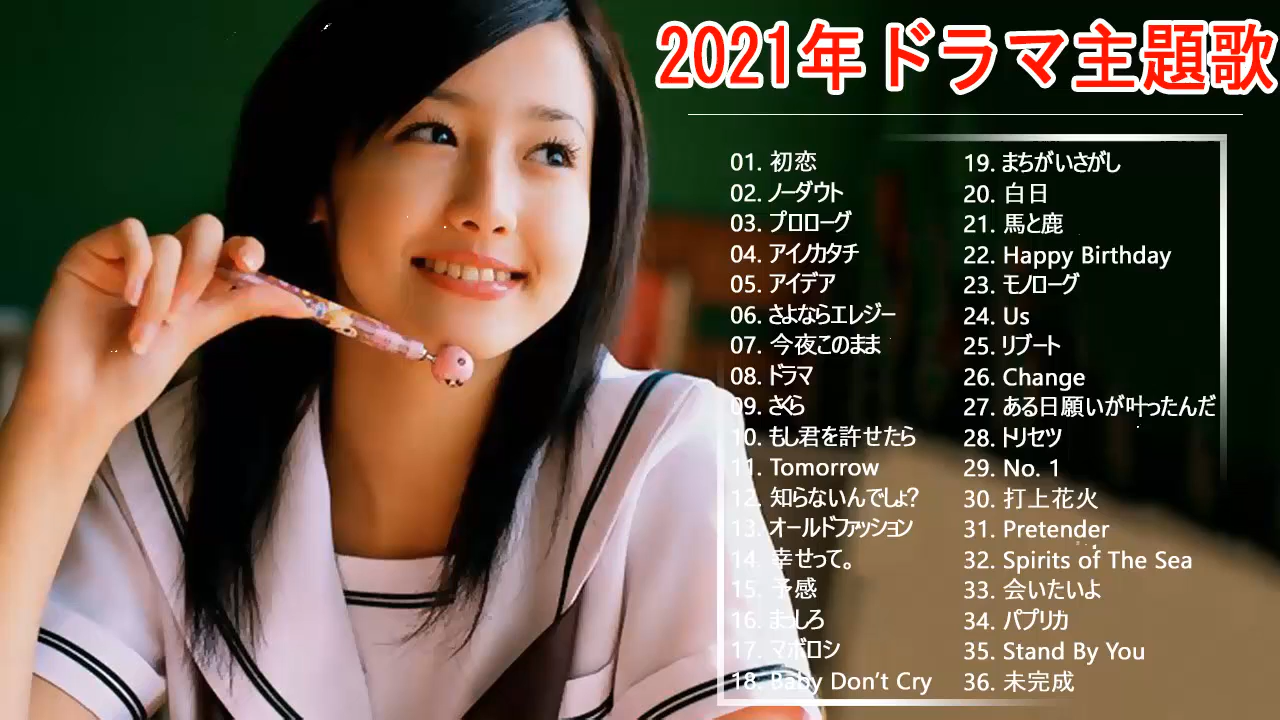 2021年ドラマ主題歌
01. 初恋
02. ノーダウト
03. プロローグ
04. アイノカタチ
05. アイデア
06. さよならエレジー
07. 今夜このまま
08. ドラマ
09. さくら
10. もし君を許せたら
11. Tomorrow
12. 知らないんでしょ?
13. オールドファッション
14. 幸せって。
15. 予感
16. まっしろ
17. マボロシ
18. Baby Don't Cry
19. まちがいさがし
20. 白日
21. 馬と鹿
22. Happy Birthday
23. モノローグ
24. Us
25. リブート
26. Change
27. ある日願いが叶ったんだ
28. トリセツ
29. No. 1
30. 打上花火
31. Pretender
32. Spirits of The Sea
33. 会いたいよ
34. パプリカ
35. Stand By You
36. 未完成